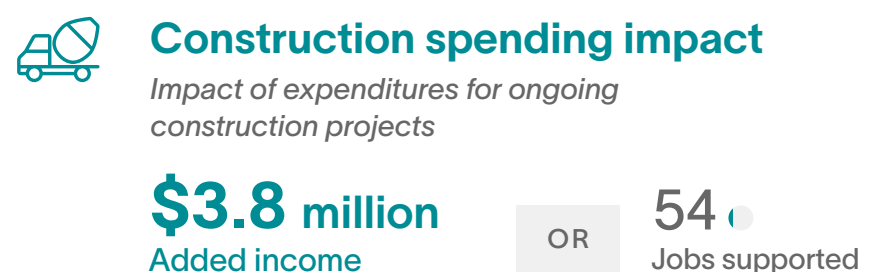 Construction spending impact
Impact of expenditures for ongoing
construction projects
$3.8 million
Added income
OR
54
Jobs supported